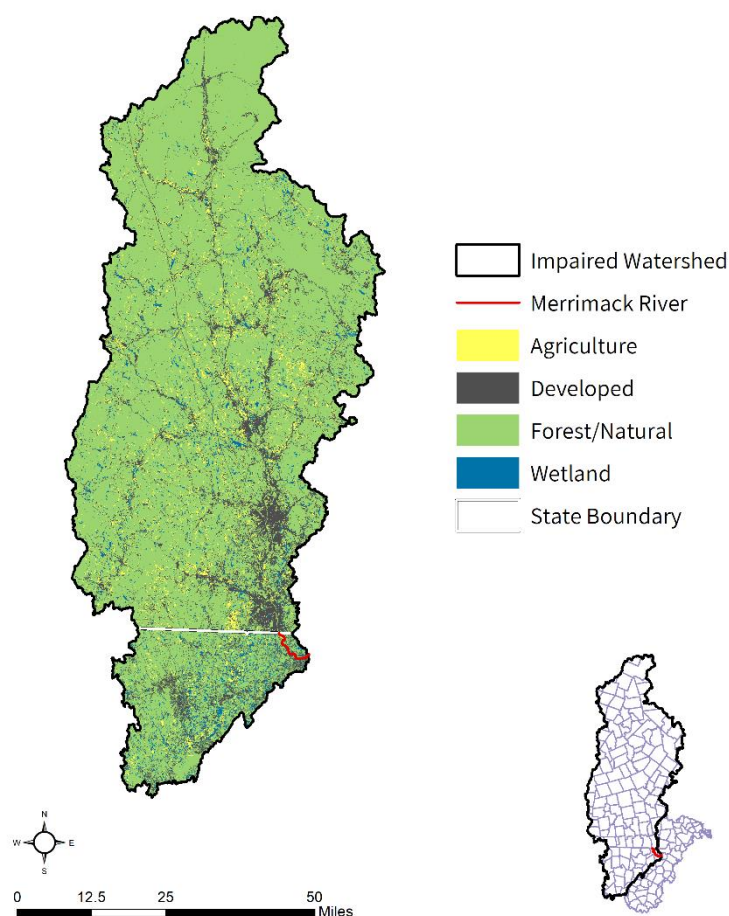 Impaired Watershed
Merrimack River
Agriculture
Developed
Forest/Natural
Wetland
State Boundary
N
W E
S
0 12.5 25 50
Miles